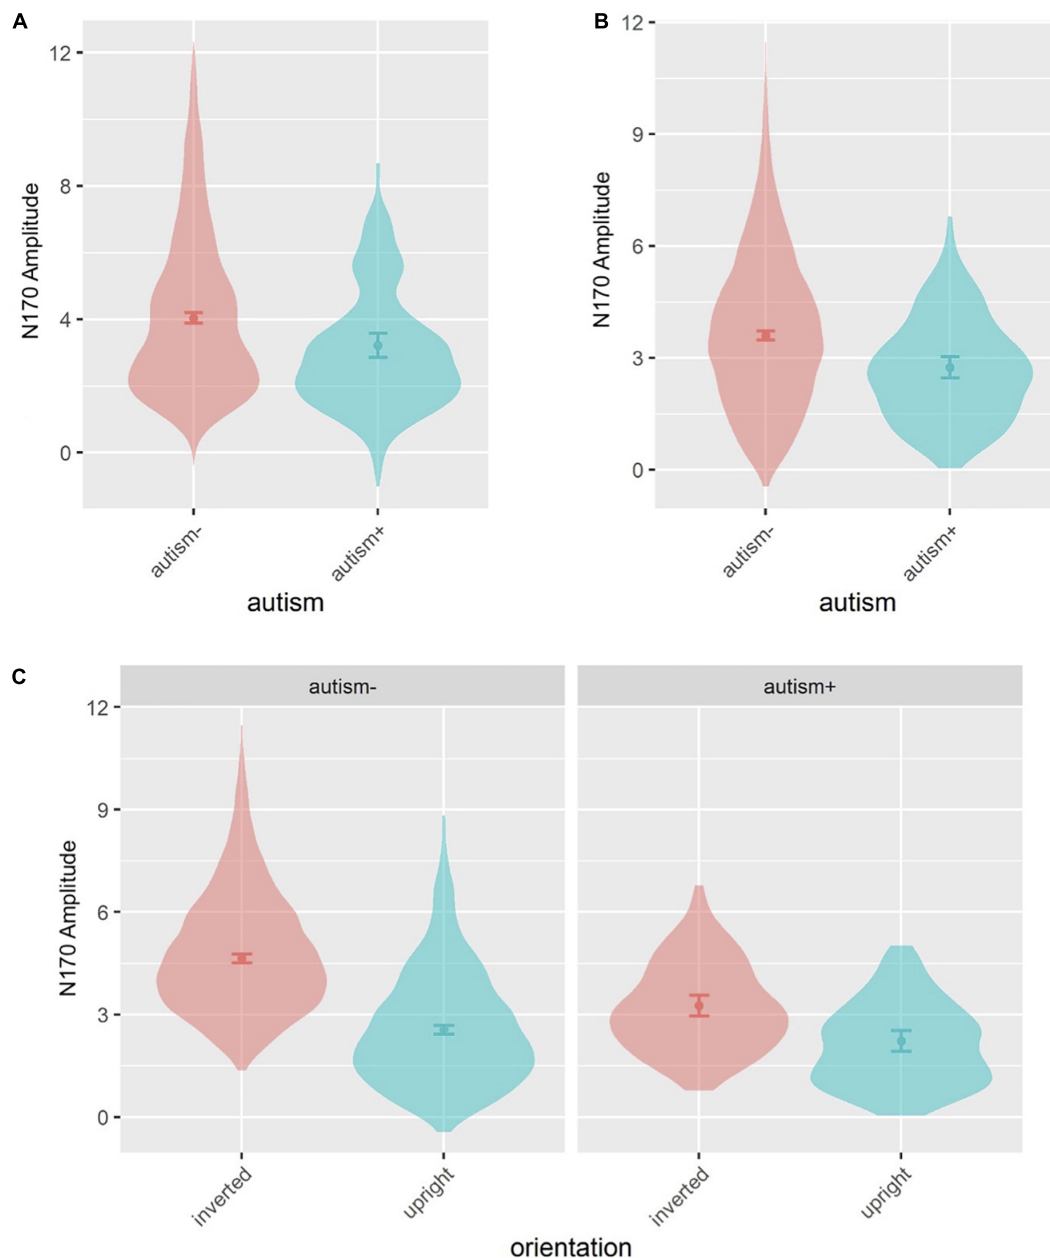 A
N170 Amplitude
12
8
4
0
autism-
autism+
autism
B
N170 Amplitude
12
9
6
3
0
autism-
autism+
autism
C
autism-
autism+
N170 Amplitude
12
9
6
3
0
inverted
upright
inverted
upright
orientation